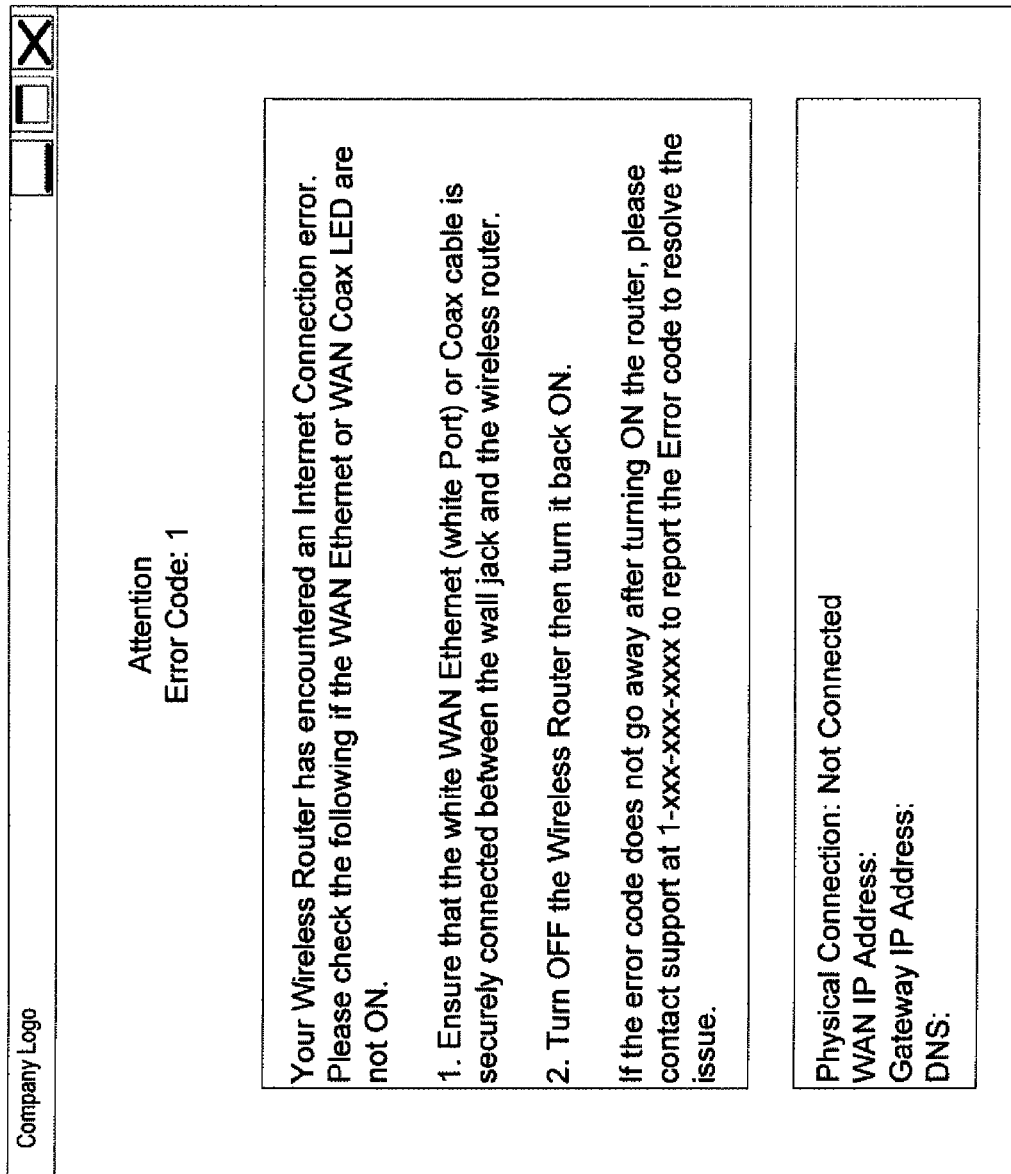 Company Logo
Attention
Error Code: 1
Your Wireless Router has encountered an Internet Connection error.
Please check the following if the WAN Ethernet or WAN Coax LED are
not ON.
1. Ensure that the white WAN Ethernet (white Port) or Coax cable is
securely connected between the wall jack and the wireless router.
2. Turn OFF the Wireless Router then turn it back ON.
If the error code does not go away after turning ON the router, please
contact support at 1-xxx-xxx-xxxx to report the Error code to resolve the
issue.
Physical Connection: Not Connected
WAN IP Address:
Gateway IP Address:
DNS: